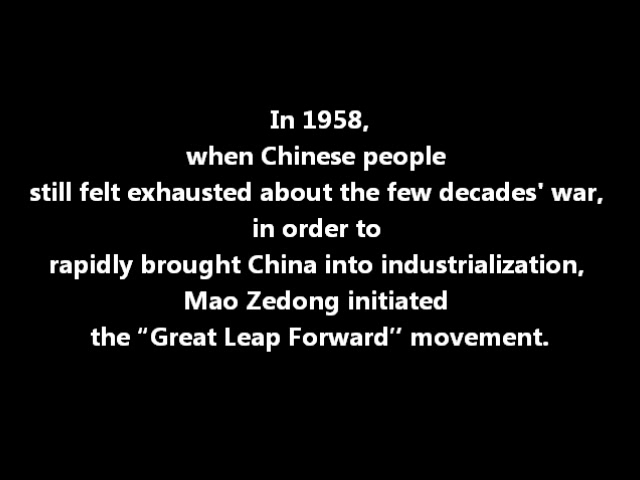 In 1958,
when Chinese people
still felt exhausted about the few decades' war,
in order to
rapidly brought China into industrialization,
Mao Zedong initiated
the “Great Leap Forward’’ movement.